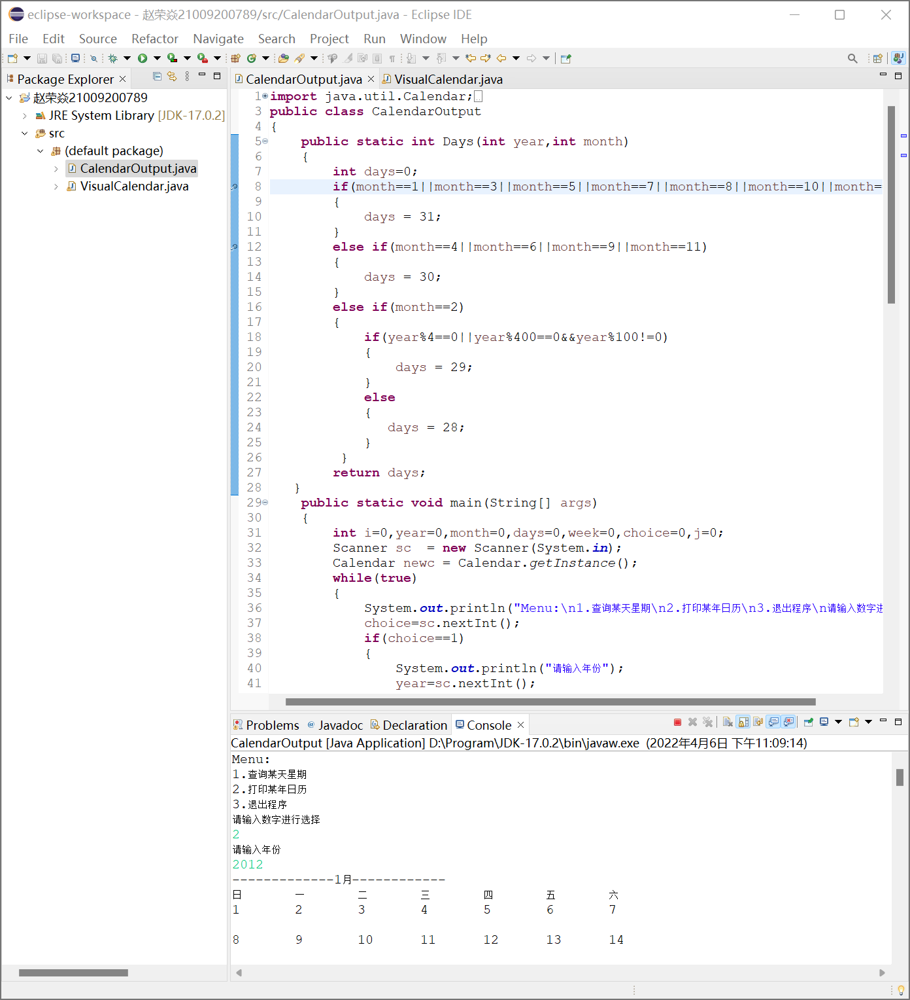 eclipse-workspace - 赵荣焱21009200789/src/CalendarOutput.java - Eclipse IDE
File Edit Source Refactor Navigate Search Project Run Window Help
Package Explorer
赵荣焱21009200789
JRE System Library [JDK-17.0.2]
src
(default package)
CalendarOutput.java
VisualCalendar.java
CalendarOutput.java VisualCalendar.java
1 import java.util.Calendar;
3 public class CalendarOutput
4 {
5 public static int Days(int year,int month)
6 {
7 int days=0;
8 if(month==1||month==3||month==5||month==7||month==8||month==10||month=
9 {
10 days = 31;
11 }
12 else if(month==4||month==6||month==9||month==11)
13 {
14 days = 30;
15 }
16 else if(month==2)
17 {
18 if(year%4==0||year%400==0&&year%100!=0)
19 {
20 days = 29;
21 }
22 else
23 {
24 days = 28;
25 }
26 }
27 return days;
28 }
29 public static void main(String[] args)
30 {
31 int i=0,year=0,month=0,days=0,week=0,choice=0,j=0;
32 Scanner sc  = new Scanner(System.in);
33 Calendar newc = Calendar.getInstance();
34 while(true)
35 {
36 System.out.println("Menu:\n1.查询某天星期\n2.打印某年日历\n3.退出程序\n请输入数字进
37 choice=sc.nextInt();
38 if(choice==1)
39 {
40 System.out.println("请输入年份");
41 year=sc.nextInt();
Problems Javadoc Declaration Console
CalendarOutput [Java Application] D:\Program\JDK-17.0.2\bin\javaw.exe  (2022年4月6日 下午11:09:14)
Menu:
1.查询某天星期
2.打印某年日历
3.退出程序
请输入数字进行选择
2
请输入年份
2012
-------------1月------------
日 一 二 三 四 五 六
1 2 3 4 5 6 7
8 9 10 11 12 13 14